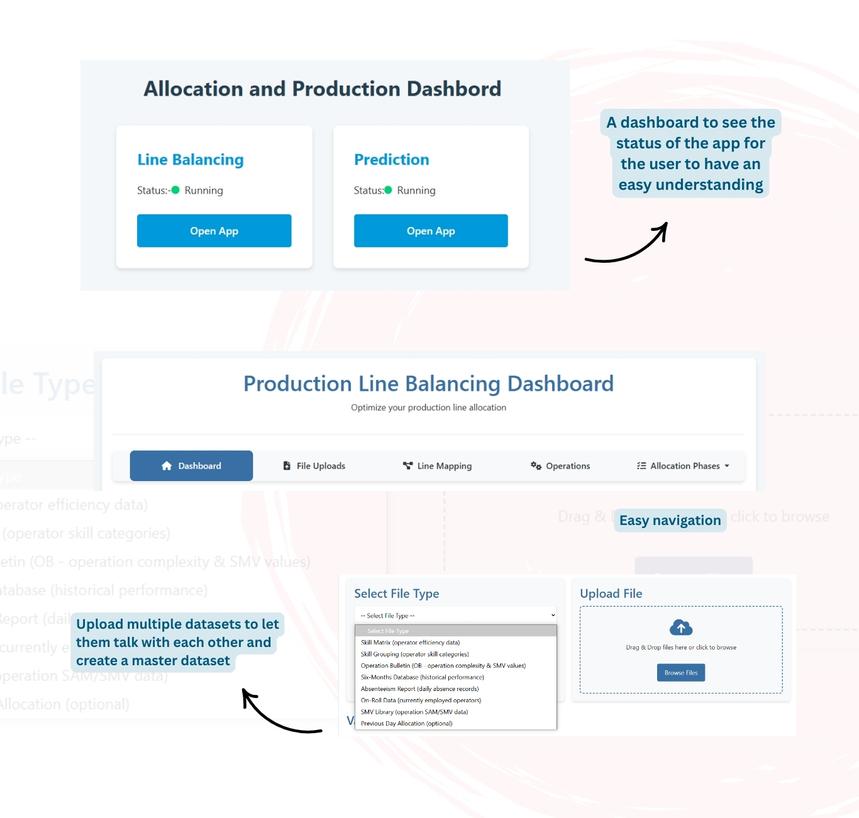 Allocation and Production Dashbord
Line Balancing
Status:- Running
Open App
Prediction
Status: Running
Open App
A dashboard to see the
status of the app for
the user to have an
easy understanding
Production Line Balancing Dashboard
Optimize your production line allocation
Dashboard
File Uploads
Line Mapping
Operations
Allocation Phases
le Type
ype --
ype
perator efficiency data)
(operator skill categories)
etin (OB - operation complexity & SMV values)
tabase (historical performance)
Report (dail
currently e
operation SAM/SMV data)
Allocation (optional)
Drag &
click to browse
Easy navigation
Upload multiple datasets to let
them talk with each other and
create a master dataset
Select File Type
-- Select File Type --
Select File Type
Skill Matrix (operator efficiency data)
Skill Grouping (operator skill categories)
Operation Bulletin (OB - operation complexity & SMV values)
Six-Months Database (historical performance)
Absenteeism Report (daily absence records)
On-Roll Data (currently employed operators)
SMV Library (operation SAM/SMV data)
Previous Day Allocation (optional)
V
Upload File
Drag & Drop files here or click to browse
Browse Files